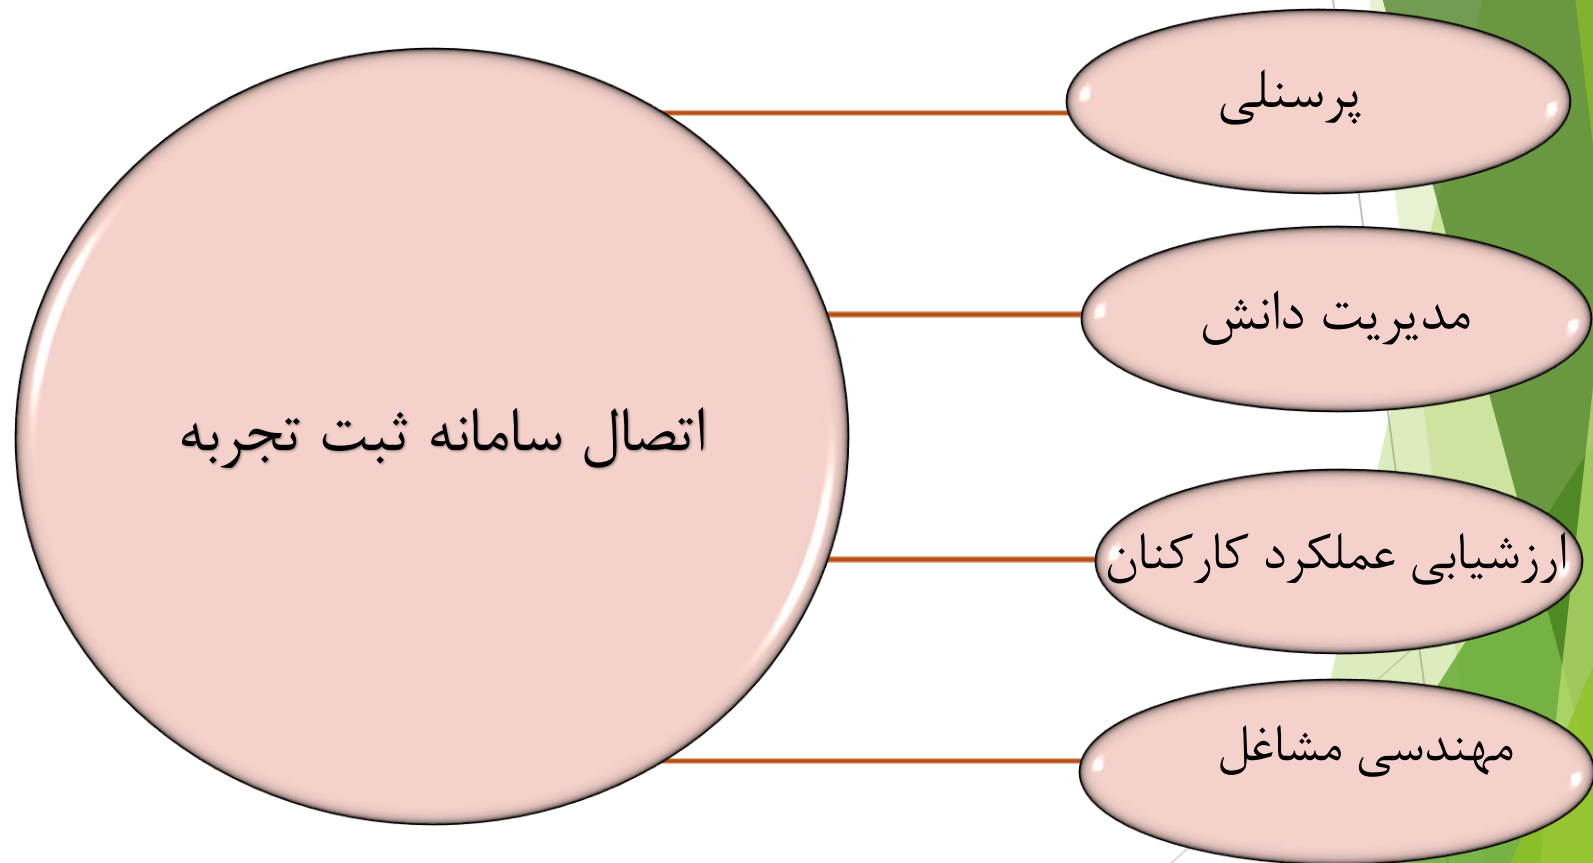 پرسنلی
مدیریت دانش
اتصال سامانه ثبت تجربه
ارزشیابی عملکرد کارکنان
مهندسی مشاغل